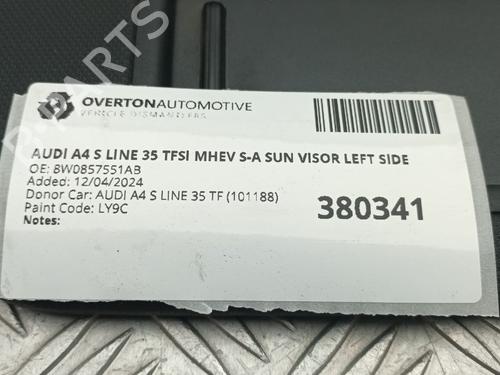 B-PARTS
OVERTONAUTOMOTIVE
VEHICLE DISMANTLERS
AUDI A4 S LINE 35 TFSI MHEV S-A SUN VISOR LEFT SIDE
OE: 8W0857551AB
Added: 12/04/2024
Donor Car: AUDI A4 S LINE 35 TF (101188)
Paint Code: LY9C
Notes:
380341